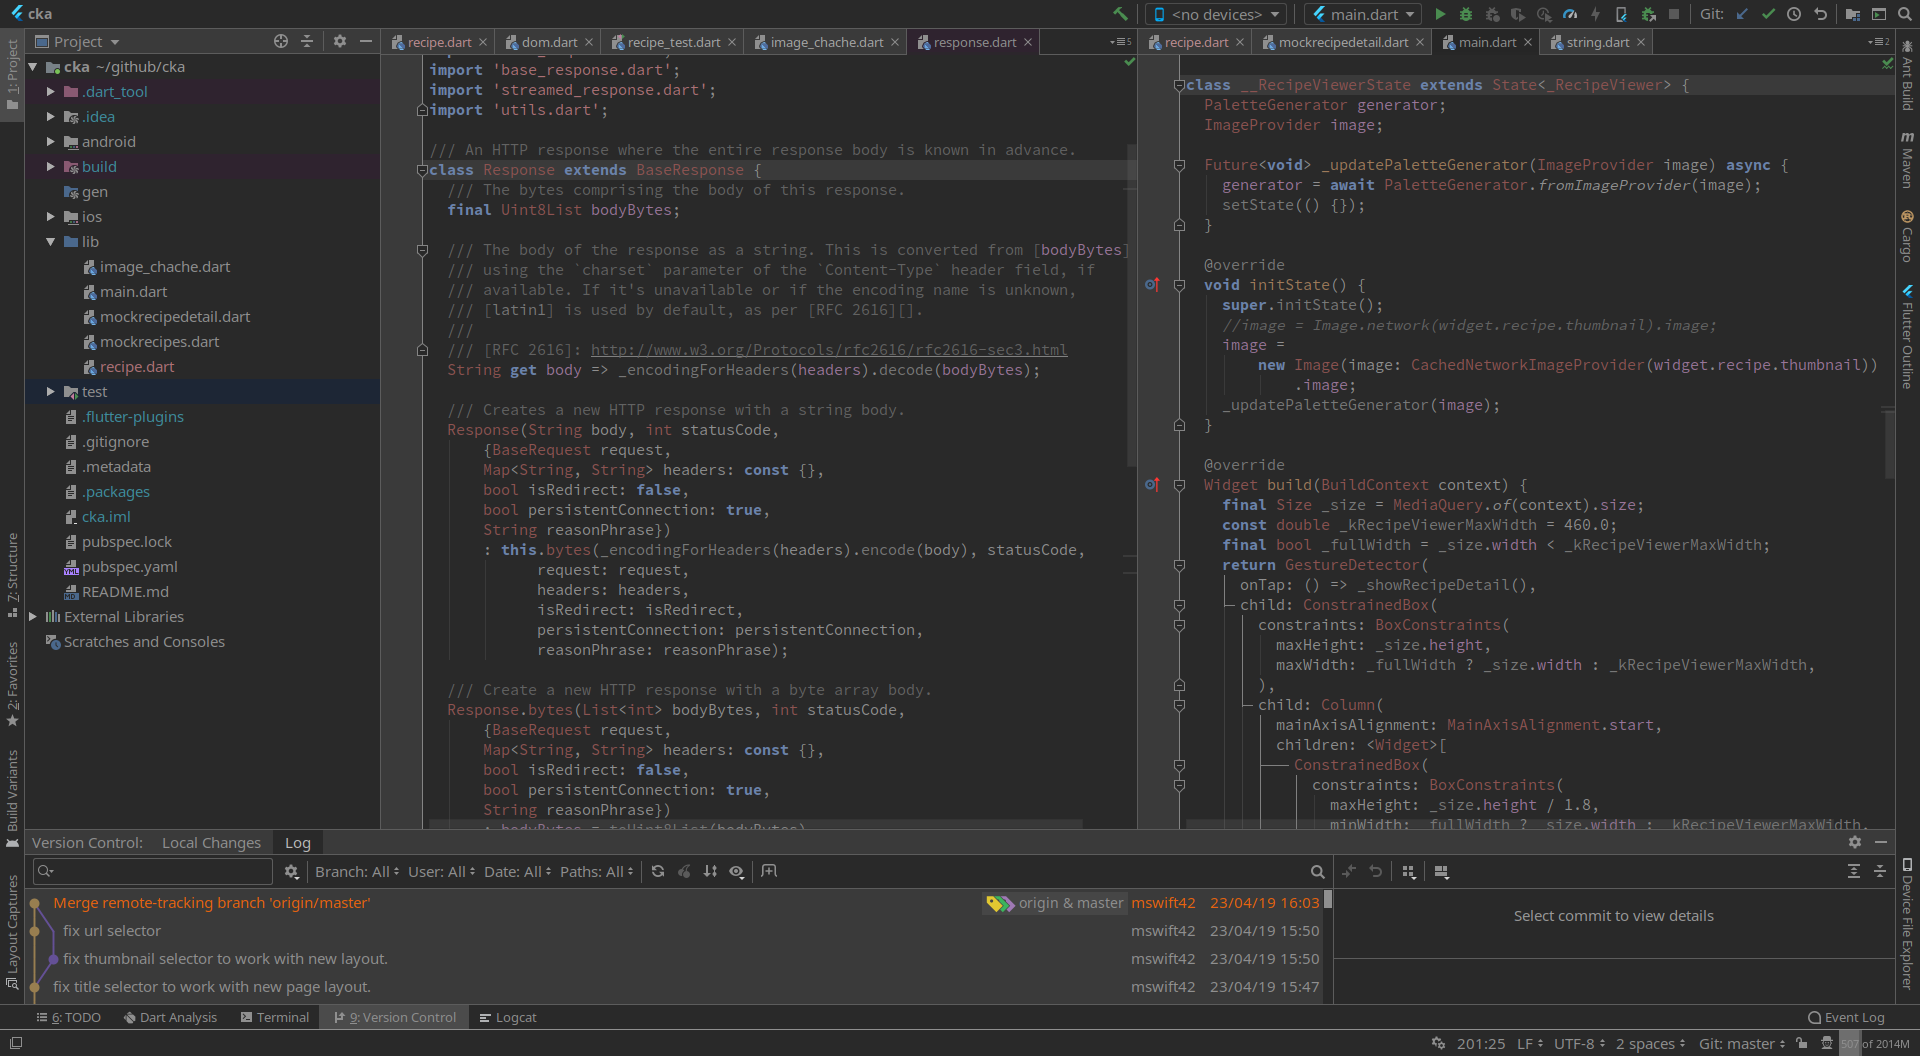 cka
<no devices>
main.dart
Git:
1: Project
Project
recipe.dart
dom.dart
recipe_test.dart
image_chache.dart
response.dart
5
recipe.dart
mockrecipedetail.dart
main.dart
string.dart
2
cka ~/github/cka
.dart_tool
.idea
android
build
gen
ios
lib
image_chache.dart
main.dart
mockrecipedetail.dart
mockrecipes.dart
recipe.dart
test
.flutter-plugins
.gitignore
.metadata
.packages
cka.iml
pubspec.lock
pubspec.yaml
README.md
External Libraries
Scratches and Consoles
7: Structure
2: Favorites
Build Variants
Layout Captures
import 'base_response.dart';
import 'streamed_response.dart';
import 'utils.dart';
/// An HTTP response where the entire response body is known in advance.
class Response extends BaseResponse {
/// The bytes comprising the body of this response.
final Uint8List bodyBytes;
/// The body of the response as a string. This is converted from [bodyBytes]
/// using the `charset` parameter of the `Content-Type` header field, if
/// available. If it's unavailable or if the encoding name is unknown,
/// [latin1] is used by default, as per [RFC 2616][].
///
/// [RFC 2616]: http://www.w3.org/Protocols/rfc2616/rfc2616-sec3.html
String get body => _encodingForHeaders(headers).decode(bodyBytes);
/// Creates a new HTTP response with a string body.
Response(String body, int statusCode,
{BaseRequest request,
Map<String, String> headers: const {},
bool isRedirect: false,
bool persistentConnection: true,
String reasonPhrase})
: this.bytes(_encodingForHeaders(headers).encode(body), statusCode,
request: request,
headers: headers,
isRedirect: isRedirect,
persistentConnection: persistentConnection,
reasonPhrase: reasonPhrase);
/// Create a new HTTP response with a byte array body.
Response.bytes(List<int> bodyBytes, int statusCode,
{BaseRequest request,
Map<String, String> headers: const {},
bool isRedirect: false,
bool persistentConnection: true,
String reasonPhrase})
: bodyBytes = toUint8List(bodyBytes),
class __RecipeViewerState extends State<_RecipeViewer> {
PaletteGenerator generator;
ImageProvider image;
Future<void> _updatePaletteGenerator(ImageProvider image) async {
generator = await PaletteGenerator.fromImageProvider(image);
setState(() {});
}
@override
void initState() {
super.initState();
//image = Image.network(widget.recipe.thumbnail).image;
image =
new Image(image: CachedNetworkImageProvider(widget.recipe.thumbnail))
.image;
_updatePaletteGenerator(image);
}
@override
Widget build(BuildContext context) {
final Size _size = MediaQuery.of(context).size;
const double _kRecipeViewerMaxWidth = 460.0;
final bool _fullWidth = _size.width < _kRecipeViewerMaxWidth;
return GestureDetector(
onTap: () => _showRecipeDetail(),
child: ConstrainedBox(
constraints: BoxConstraints(
maxHeight: _size.height,
maxWidth: _fullWidth ? _size.width : _kRecipeViewerMaxWidth,
),
child: Column(
mainAxisAlignment: MainAxisAlignment.start,
children: <Widget>[
ConstrainedBox(
constraints: BoxConstraints(
maxHeight: _size.height / 1.8,
minWidth: _fullWidth ? _size.width : _kRecipeViewerMaxWidth,
Ant Build
Maven
Cargo
Flutter Outline
Device File Explorer
Version Control:
Local Changes
Log
Branch: All
User: All
Date: All
Paths: All
Merge remote-tracking branch 'origin/master'
origin & master
mswift42
23/04/19 16:03
fix url selector
mswift42
23/04/19 15:50
fix thumbnail selector to work with new layout.
mswift42
23/04/19 15:50
fix title selector to work with new page layout.
mswift42
23/04/19 15:47
Select commit to view details
6: TODO
Dart Analysis
Terminal
9: Version Control
Logcat
Event Log
201:25
LF
UTF-8
2 spaces
Git: master
507 of 2014M